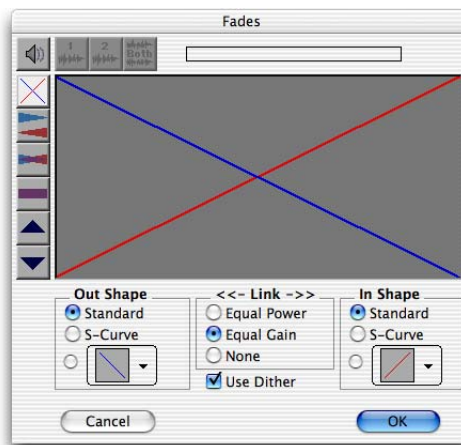 Fades
1
2
Both
Out Shape
Standard
S-Curve
<<- Link ->>
Equal Power
Equal Gain
None
Use Dither
In Shape
Standard
S-Curve
Cancel
OK